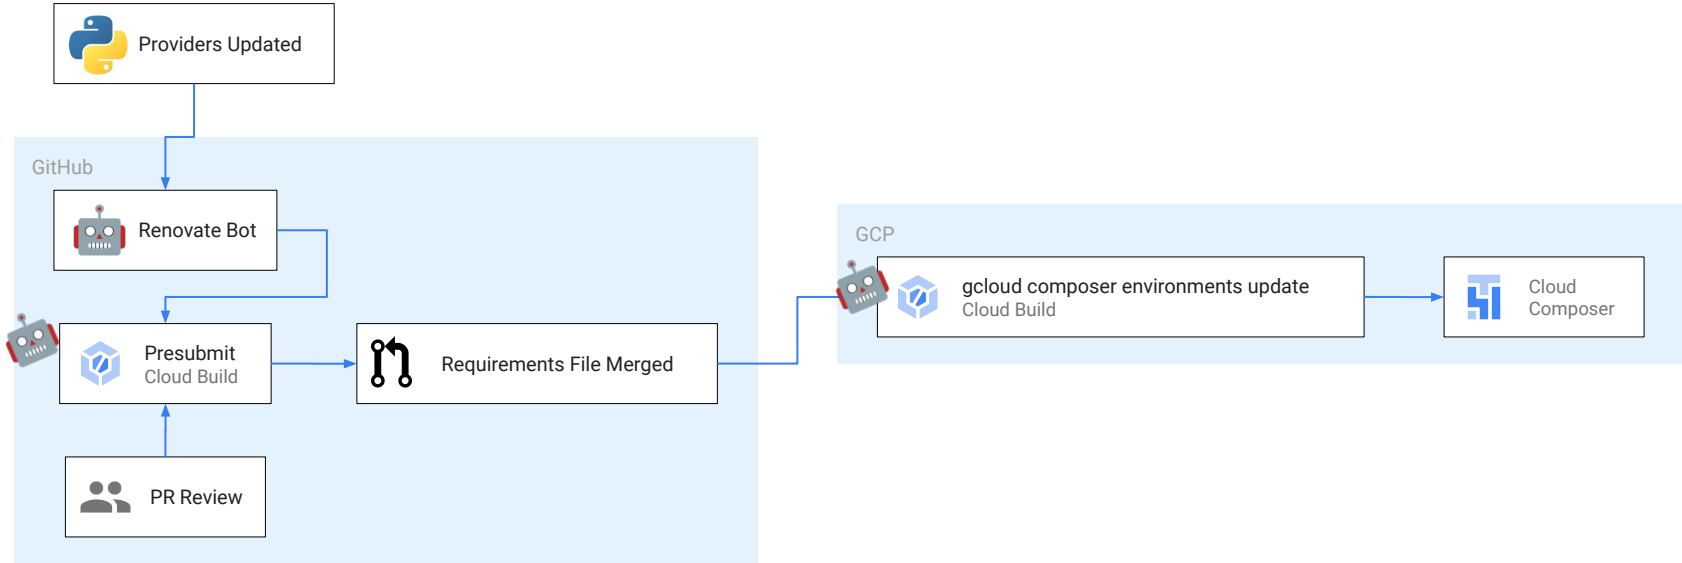 Providers Updated
GitHub
Renovate Bot
Presubmit
Cloud Build
Requirements File Merged
PR Review
GCP
gcloud composer environments update
Cloud Build
Cloud
Composer